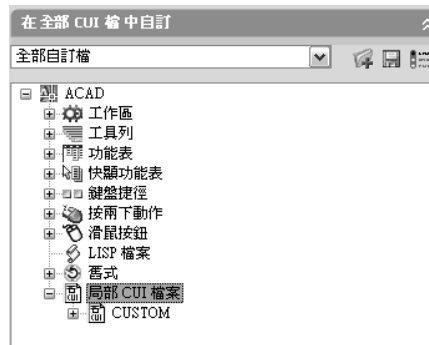 在全部 CUI 檔中自訂
全部自訂檔
ACAD
工作區
工具列
功能表
快顯功能表
鍵盤捷徑
按兩下動作
滑鼠按鈕
LISP 檔案
舊式
局部 CUI 檔案
CUSTOM